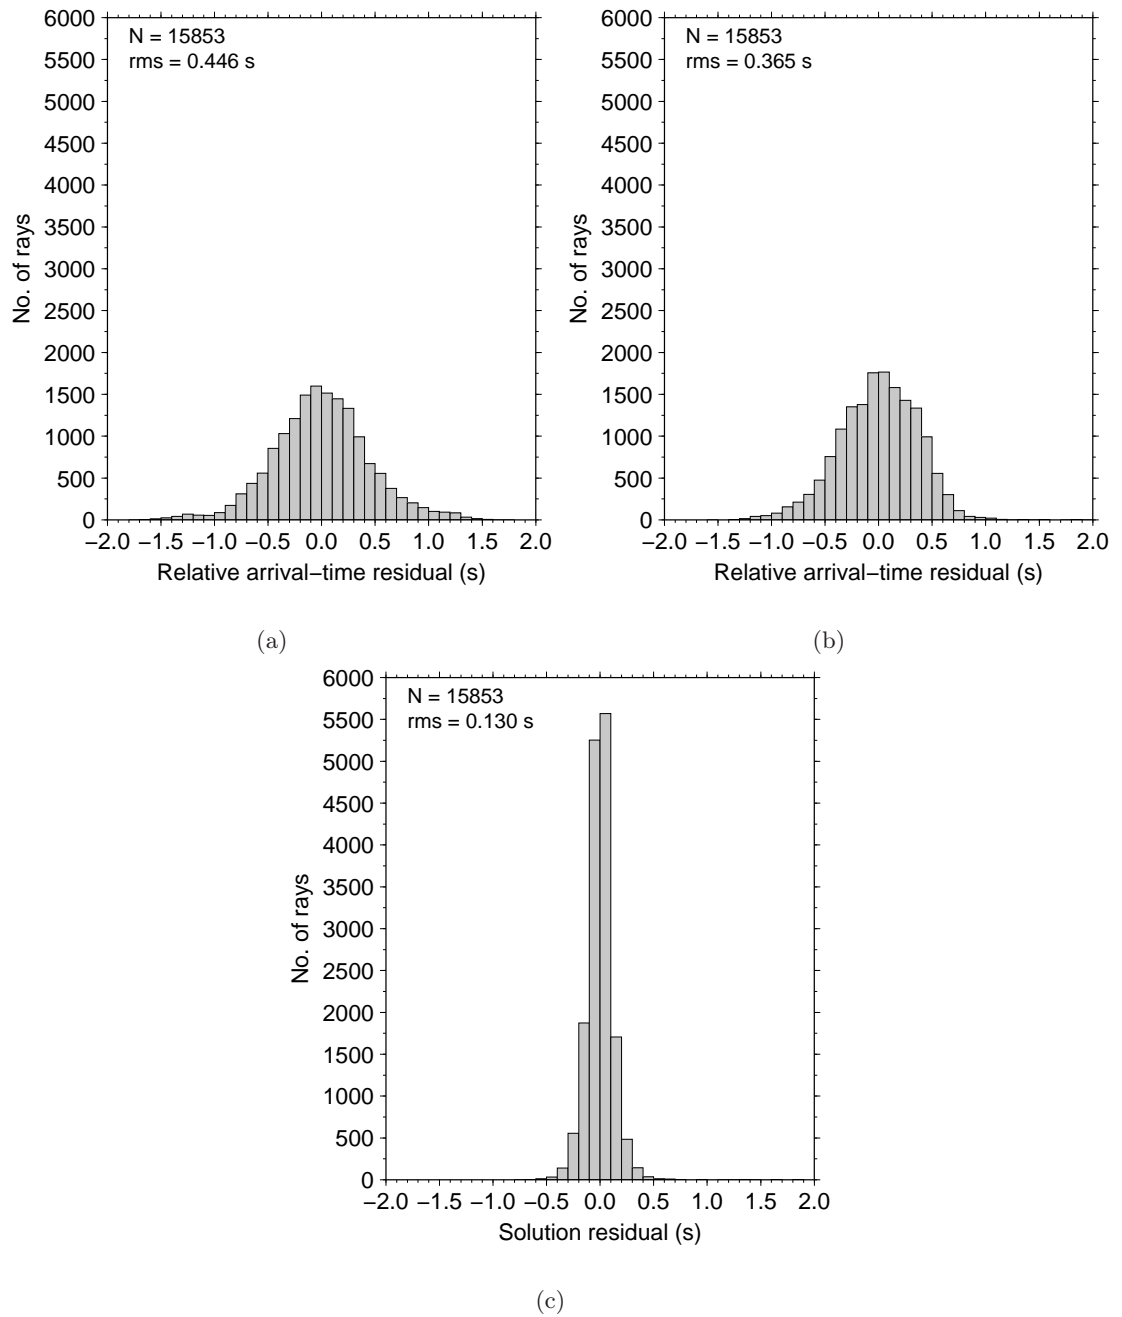 N = 15853
rms = 0.446 s
6000
5500
5000
4500
4000
3500
3000
2500
2000
1500
1000
500
0
No. of rays
−2.0 −1.5 −1.0 −0.5 0.0 0.5 1.0 1.5 2.0
Relative arrival−time residual (s)
(a)
N = 15853
rms = 0.365 s
6000
5500
5000
4500
4000
3500
3000
2500
2000
1500
1000
500
0
No. of rays
−2.0 −1.5 −1.0 −0.5 0.0 0.5 1.0 1.5 2.0
Relative arrival−time residual (s)
(b)
N = 15853
rms = 0.130 s
6000
5500
5000
4500
4000
3500
3000
2500
2000
1500
1000
500
0
No. of rays
−2.0 −1.5 −1.0 −0.5 0.0 0.5 1.0 1.5 2.0
Solution residual (s)
(c)